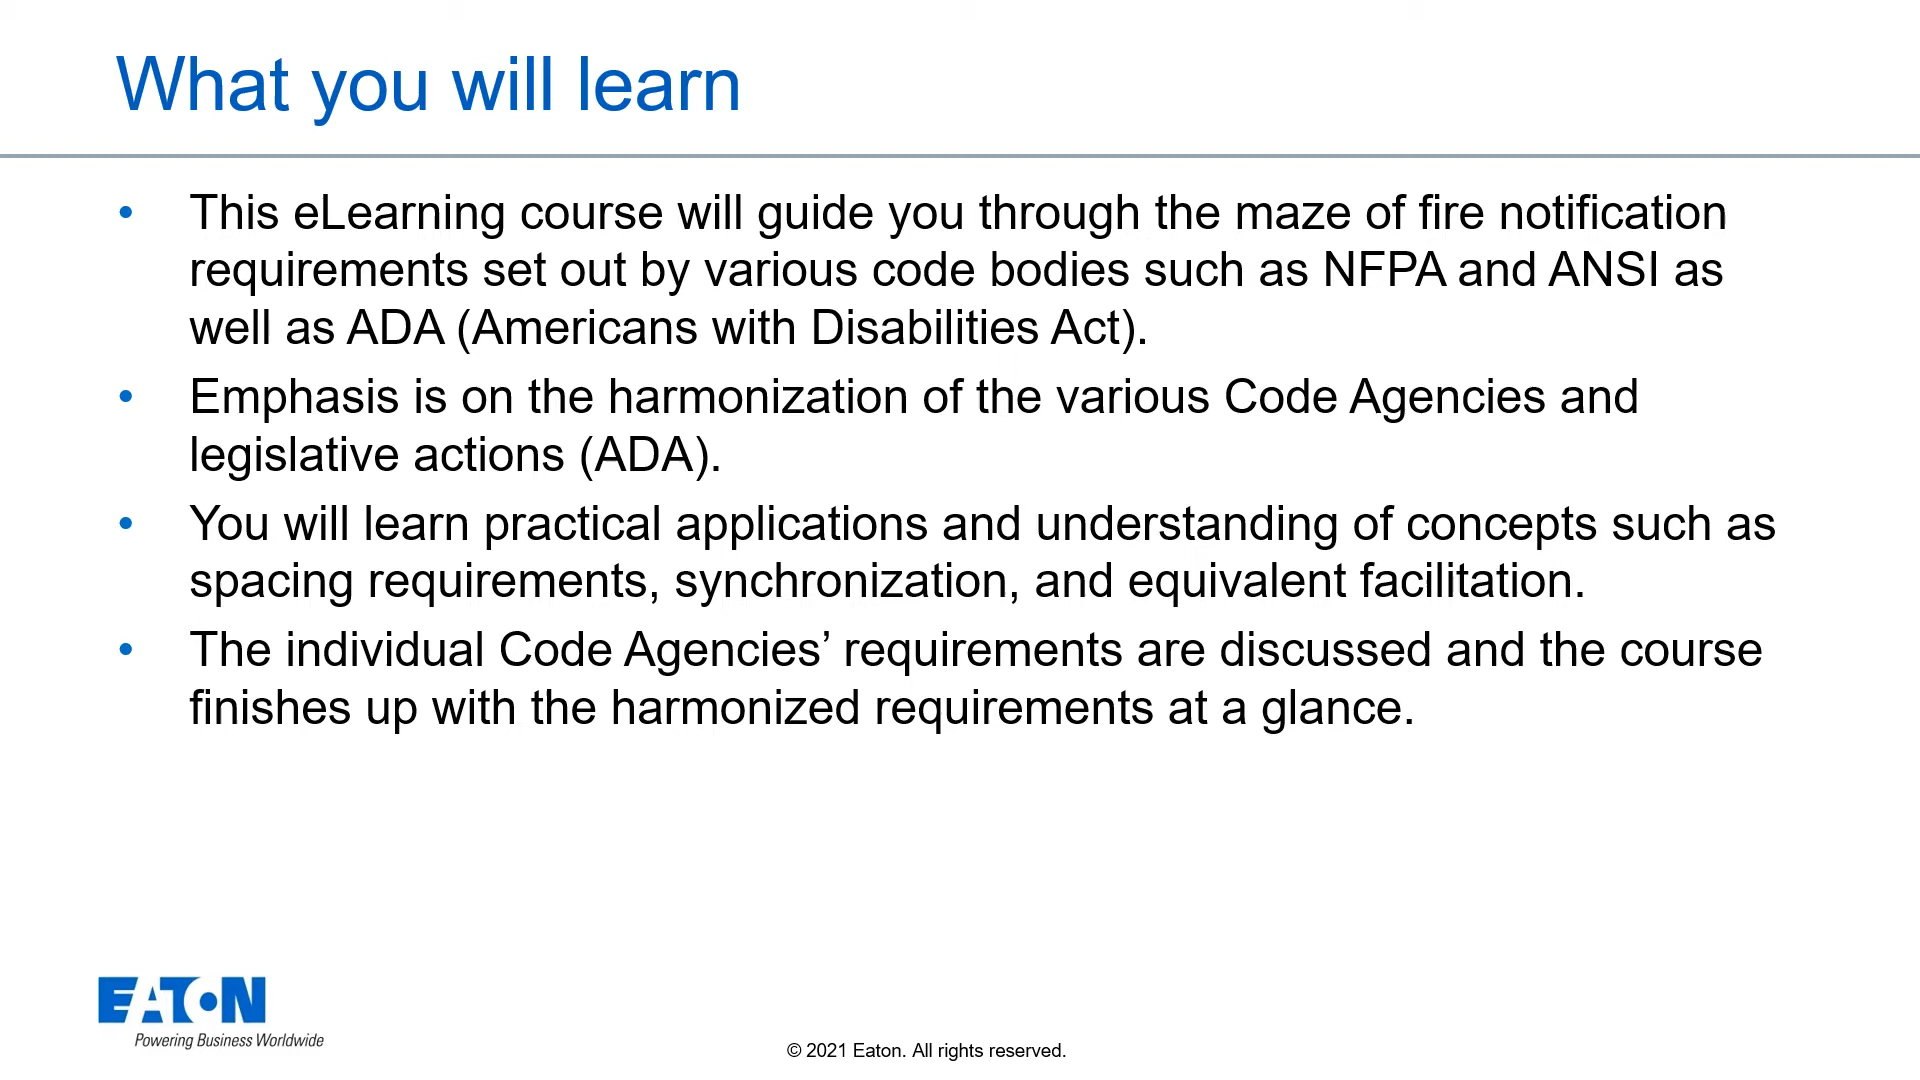 What you will learn
• This eLearning course will guide you through the maze of fire notification
requirements set out by various code bodies such as NFPA and ANSI as
well as ADA (Americans with Disabilities Act).
• Emphasis is on the harmonization of the various Code Agencies and
legislative actions (ADA).
• You will learn practical applications and understanding of concepts such as
spacing requirements, synchronization, and equivalent facilitation.
• The individual Code Agencies’ requirements are discussed and the course
finishes up with the harmonized requirements at a glance.
EATON
Powering Business Worldwide
© 2021 Eaton. All rights reserved.